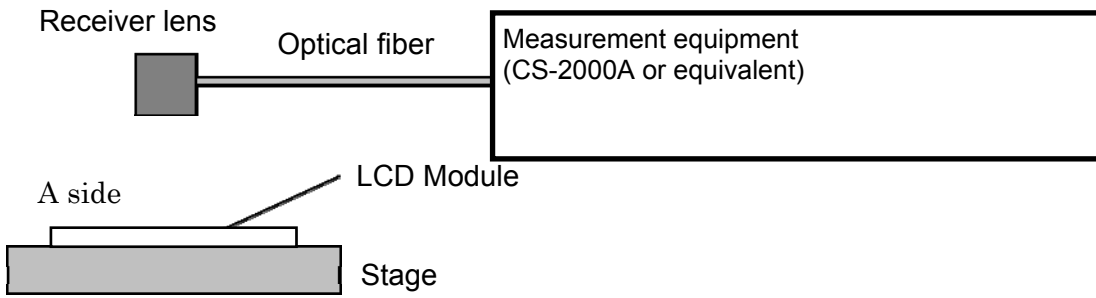 Receiver lens
Optical fiber
Measurement equipment
(CS-2000A or equivalent)
LCD Module
A side
Stage